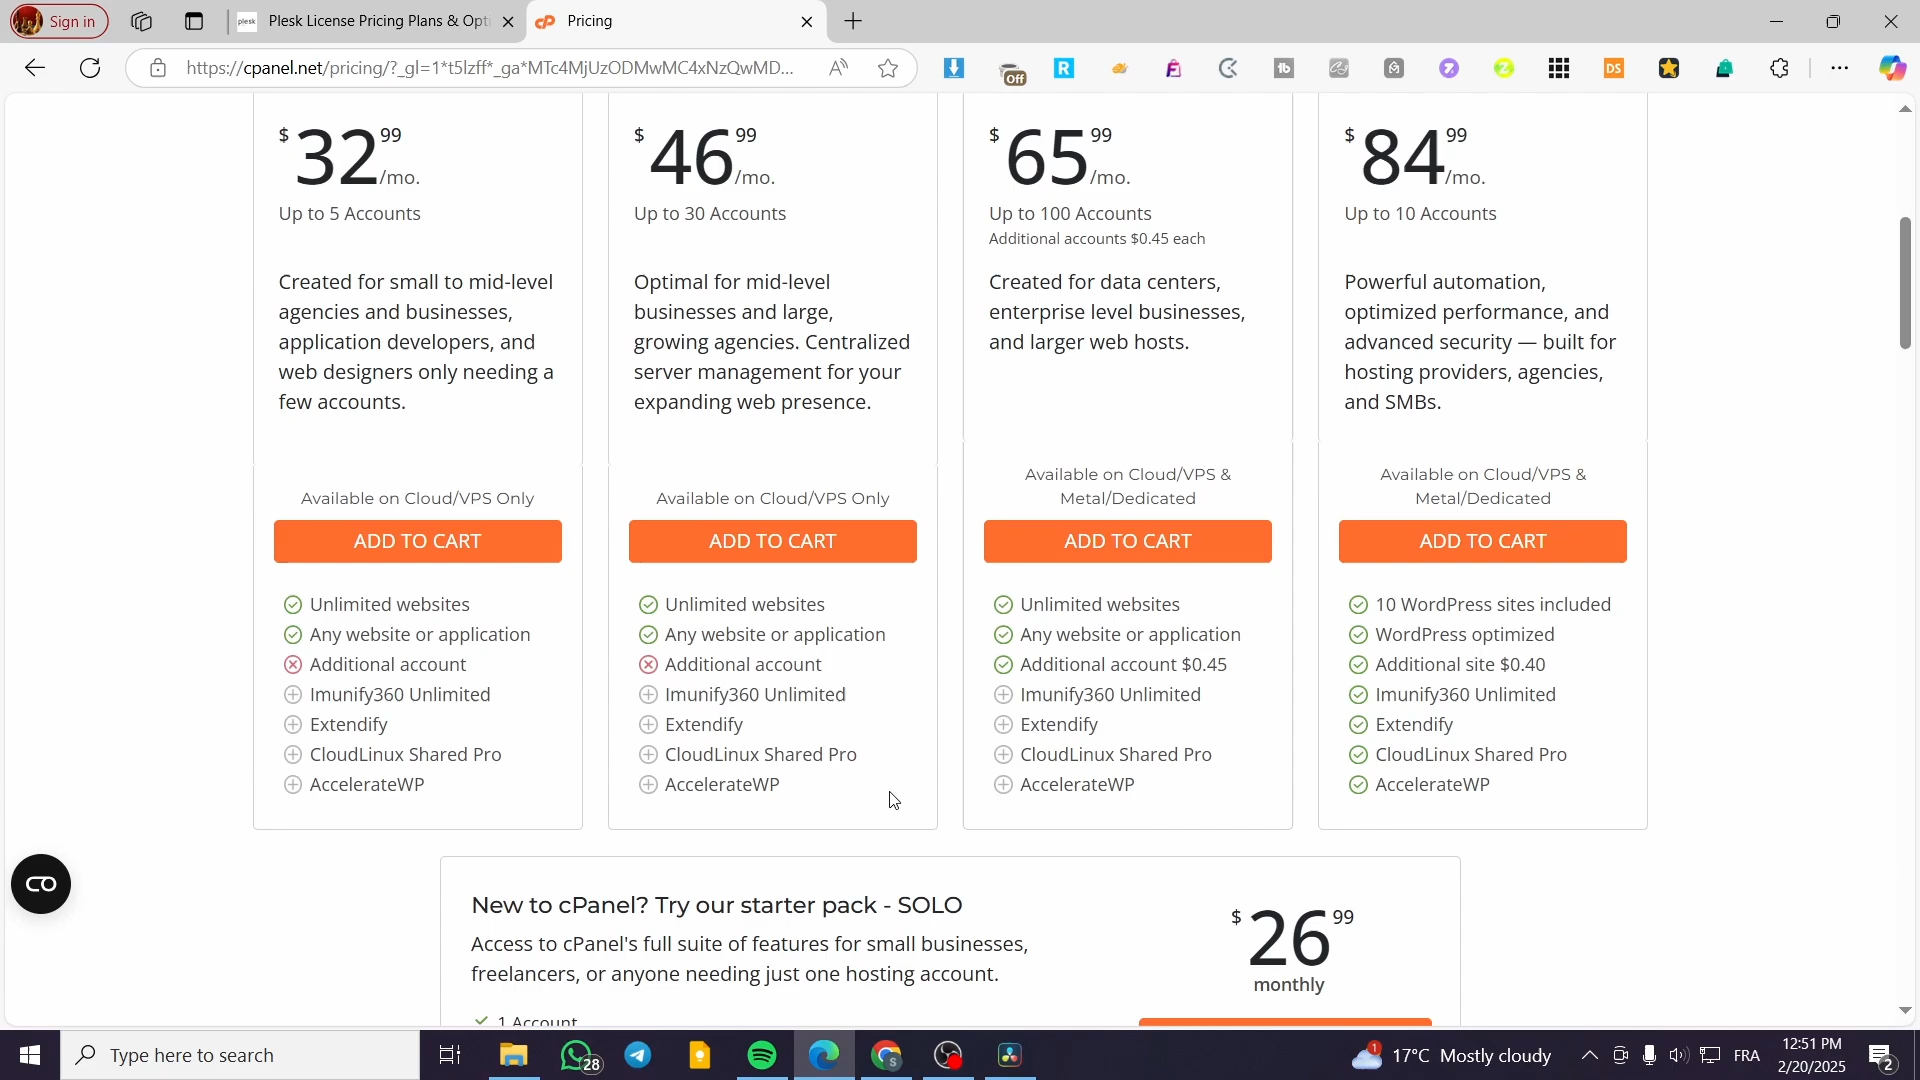 Sign in
plesk
Plesk License Pricing Plans & Opti
Pricing
https://cpanel.net/pricing/?_gl=1*t5lzff*_ga*MTc4MjUzODMwMC4xNzQwMD...
Off
R
tb
DS
$ 32 99 /mo.
Up to 5 Accounts
Created for small to mid-level
agencies and businesses,
application developers, and
web designers only needing a
few accounts.
Available on Cloud/VPS Only
ADD TO CART
Unlimited websites
Any website or application
Additional account
Imunify360 Unlimited
Extendify
CloudLinux Shared Pro
AccelerateWP
$ 46 99 /mo.
Up to 30 Accounts
Optimal for mid-level
businesses and large,
growing agencies. Centralized
server management for your
expanding web presence.
Available on Cloud/VPS Only
ADD TO CART
Unlimited websites
Any website or application
Additional account
Imunify360 Unlimited
Extendify
CloudLinux Shared Pro
AccelerateWP
$ 65 99 /mo.
Up to 100 Accounts
Additional accounts $0.45 each
Created for data centers,
enterprise level businesses,
and larger web hosts.
Available on Cloud/VPS &
Metal/Dedicated
ADD TO CART
Unlimited websites
Any website or application
Additional account $0.45
Imunify360 Unlimited
Extendify
CloudLinux Shared Pro
AccelerateWP
$ 84 99 /mo.
Up to 10 Accounts
Powerful automation,
optimized performance, and
advanced security — built for
hosting providers, agencies,
and SMBs.
Available on Cloud/VPS &
Metal/Dedicated
ADD TO CART
10 WordPress sites included
WordPress optimized
Additional site $0.40
Imunify360 Unlimited
Extendify
CloudLinux Shared Pro
AccelerateWP
New to cPanel? Try our starter pack - SOLO
Access to cPanel's full suite of features for small businesses,
freelancers, or anyone needing just one hosting account.
1 Account
$ 26 99
monthly
Type here to search
28
1
17°C Mostly cloudy
FRA
12:51 PM
2/20/2025
2